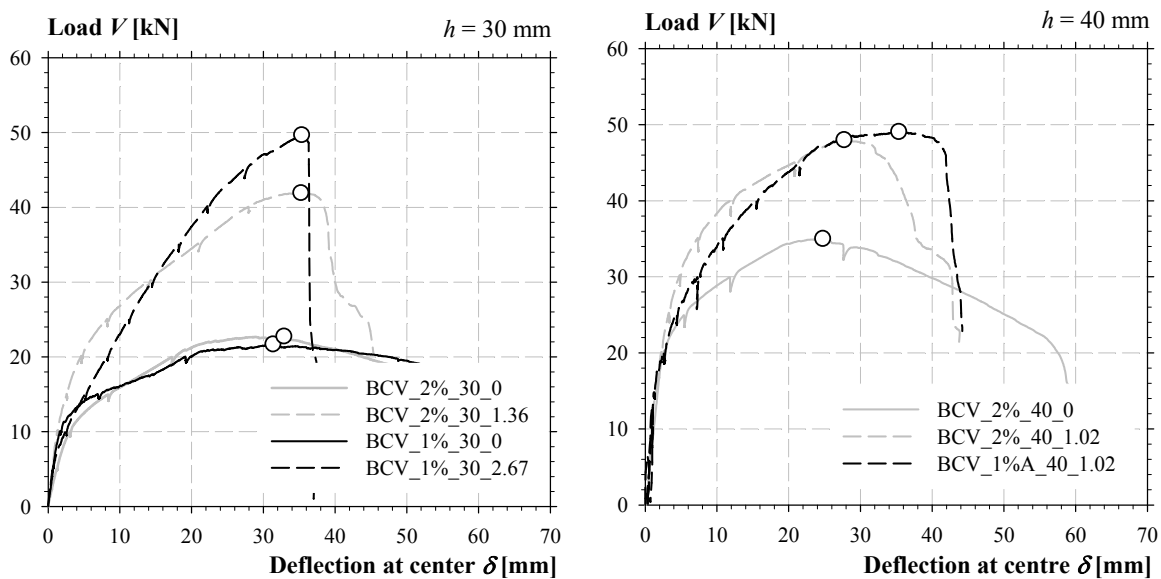 Load V [kN]
h = 30 mm
60
50
40
30
20
10
0
BCV_2%_30_0
BCV_2%_30_1.36
BCV_1%_30_0
BCV_1%_30_2.67
0 10 20 30 40 50 60 70
Deflection at center δ [mm]
Load V [kN]
h = 40 mm
60
50
40
30
20
10
0
BCV_2%_40_0
BCV_2%_40_1.02
BCV_1%A_40_1.02
0 10 20 30 40 50 60 70
Deflection at centre δ [mm]